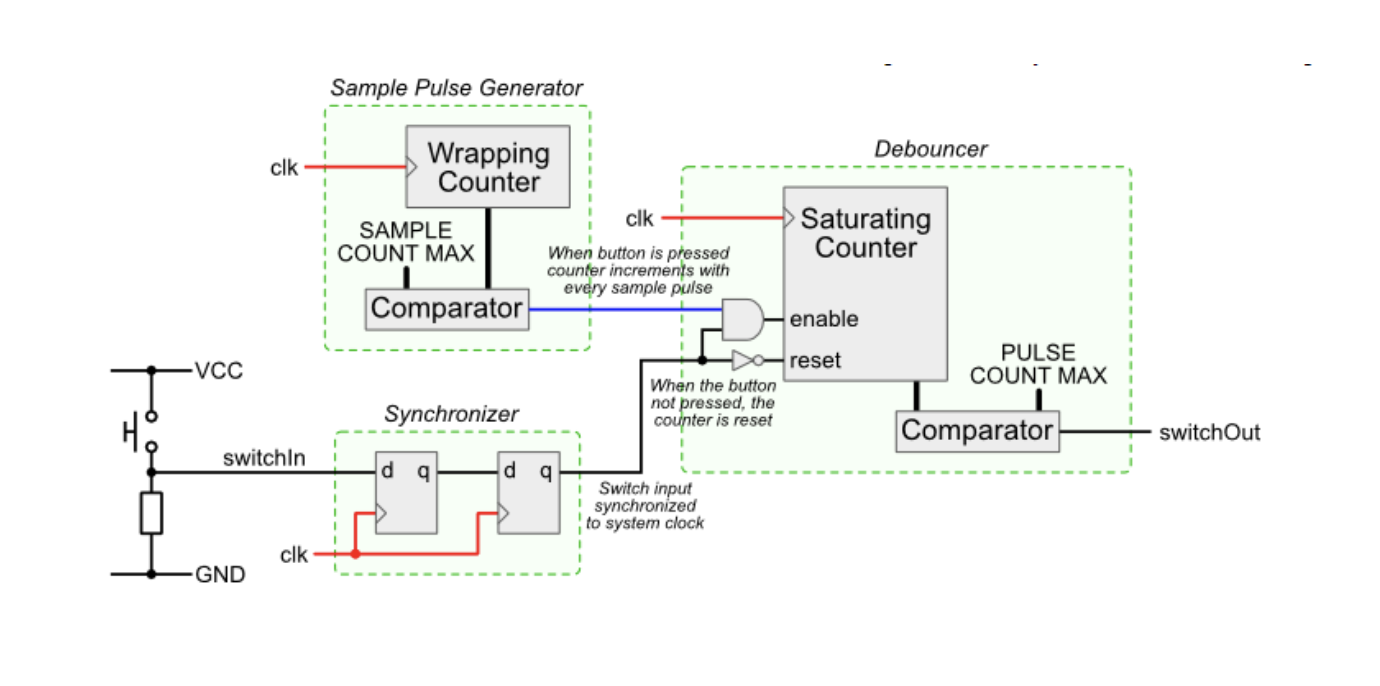 Sample Pulse Generator
clk
Wrapping
Counter
SAMPLE
COUNT MAX
Comparator
When button is pressed
counter increments with
every sample pulse
Debouncer
clk
Saturating
Counter
enable
reset
PULSE
COUNT MAX
Comparator
switchOut
When the button
not pressed, the
counter is reset
VCC
switchIn
GND
Synchronizer
d q
d q
clk
Switch input
synchronized
to system clock